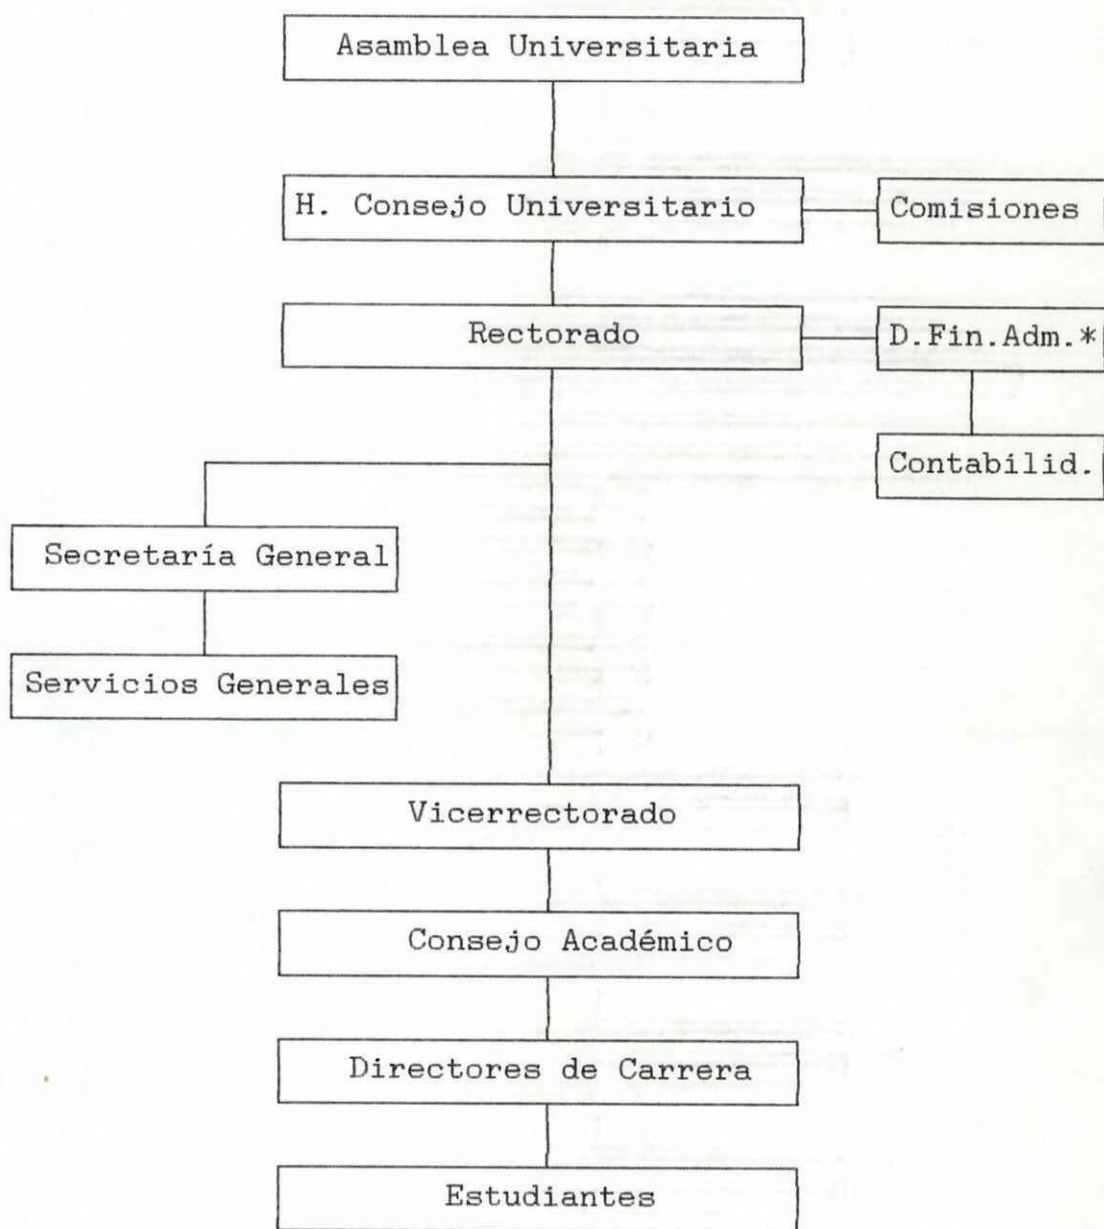 Asamblea Universitaria
H. Consejo Universitario
Comisiones
Rectorado
D.Fin.Adm.*
Contabilid.
Secretaría General
Servicios Generales
Vicerrectorado
Consejo Académico
Directores de Carrera
Estudiantes